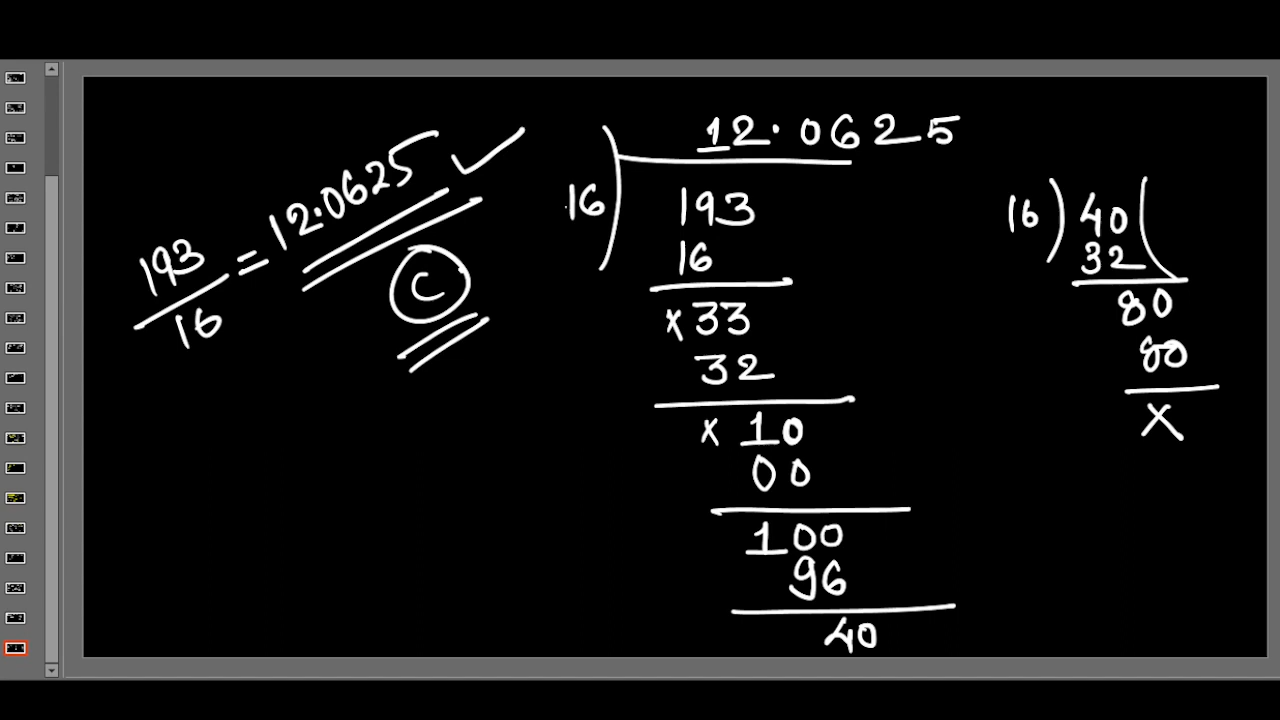 193/16 = 12.0625 ✓
C
12.0625
16 ) 193
16
x 33
32
x 10
00
100
96
40
16 ) 40 (
32
80
80
x